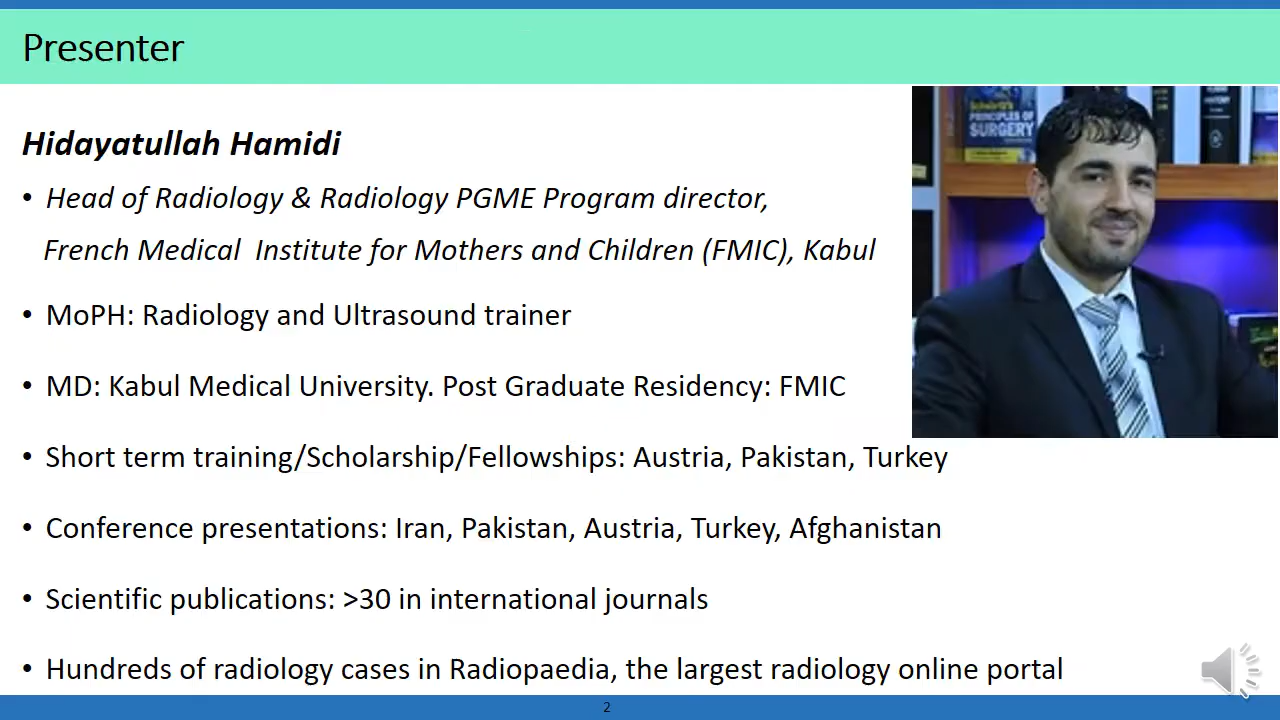 Presenter
Hidayatullah Hamidi
• Head of Radiology & Radiology PGME Program director,
French Medical Institute for Mothers and Children (FMIC), Kabul
• MoPH: Radiology and Ultrasound trainer
• MD: Kabul Medical University. Post Graduate Residency: FMIC
• Short term training/Scholarship/Fellowships: Austria, Pakistan, Turkey
• Conference presentations: Iran, Pakistan, Austria, Turkey, Afghanistan
• Scientific publications: >30 in international journals
• Hundreds of radiology cases in Radiopaedia, the largest radiology online portal
2
PRINCIPLES OF
SURGERY